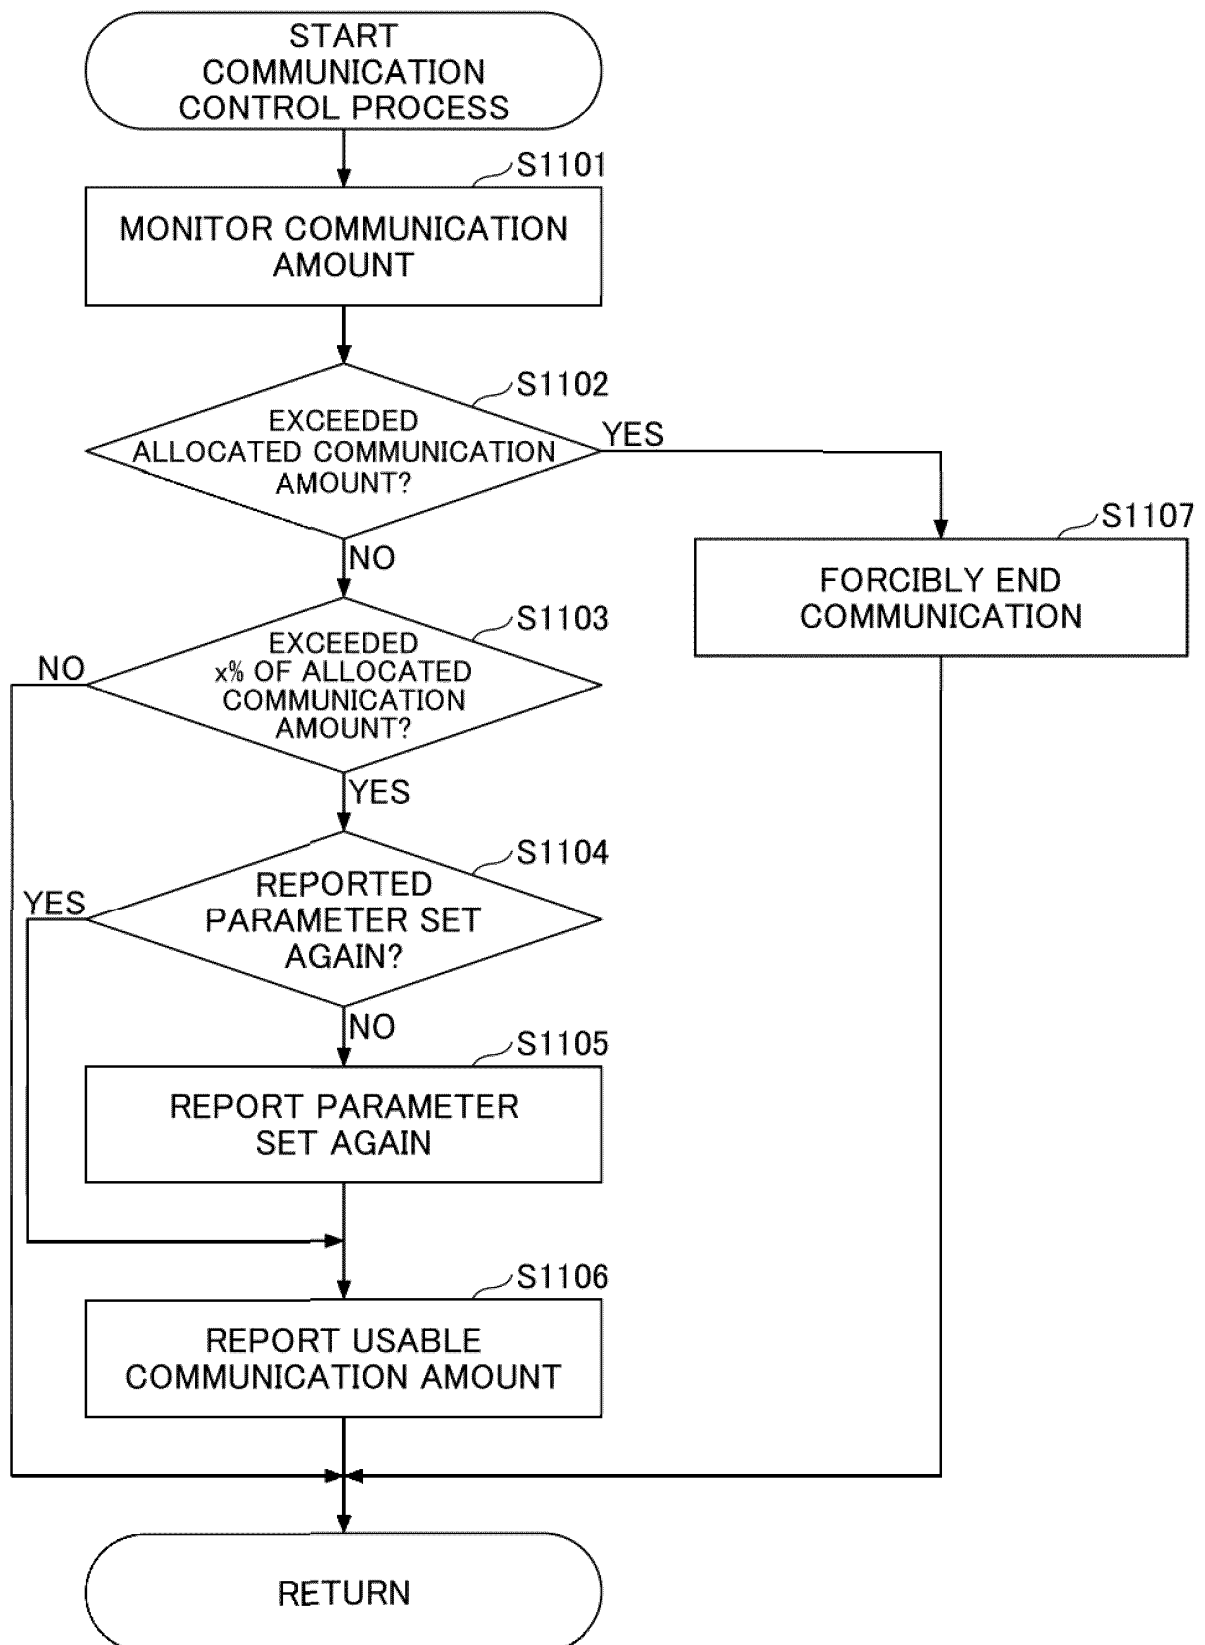 START
COMMUNICATION
CONTROL PROCESS
S1101
MONITOR COMMUNICATION
AMOUNT
S1102
EXCEEDED
ALLOCATED COMMUNICATION
AMOUNT?
YES
NO
S1107
FORCIBLY END
COMMUNICATION
S1103
EXCEEDED
x% OF ALLOCATED
COMMUNICATION
AMOUNT?
NO
YES
S1104
REPORTED
PARAMETER SET
AGAIN?
YES
NO
S1105
REPORT PARAMETER
SET AGAIN
S1106
REPORT USABLE
COMMUNICATION AMOUNT
RETURN